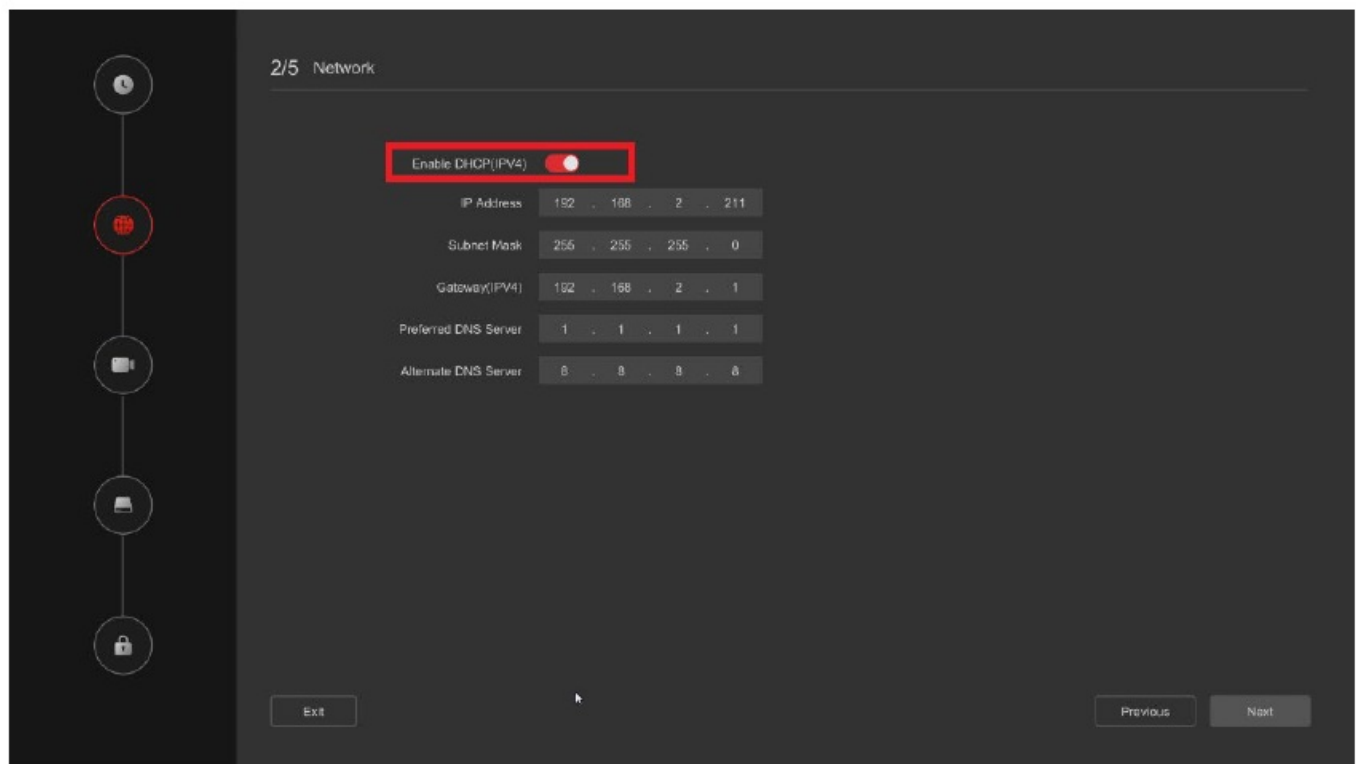 2/5 Network
Enable DHCP(IPV4)
IP Address 192 . 168 . 2 . 211
Subnet Mask 255 . 255 . 255 . 0
Gateway(IPV4) 192 . 168 . 2 . 1
Preferred DNS Server 1 . 1 . 1 . 1
Alternate DNS Server 8 . 8 . 8 . 8
Exit Previous Next